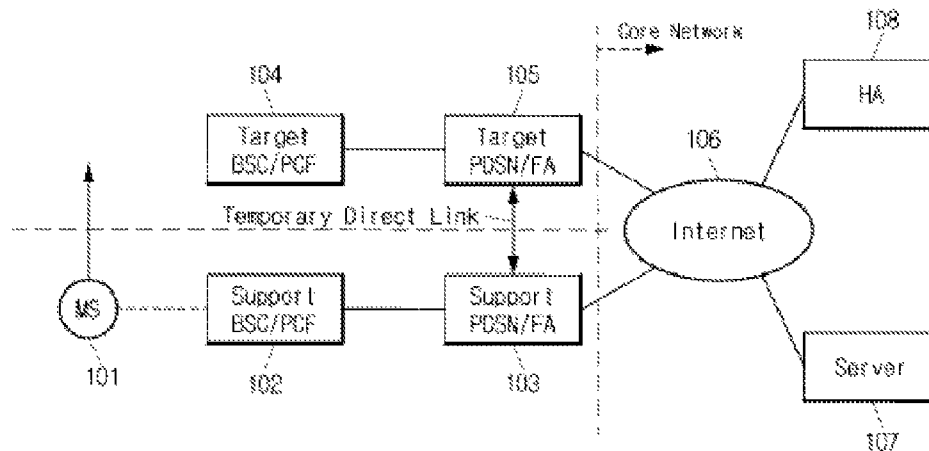 Core Network
108
HA
104
105
Target
BSC/PCF
Target
PDSN/FA
106
Temporary Direct Link
Internet
MS
Support
BSC/PCF
Support
PDSN/FA
101
102
103
Server
107